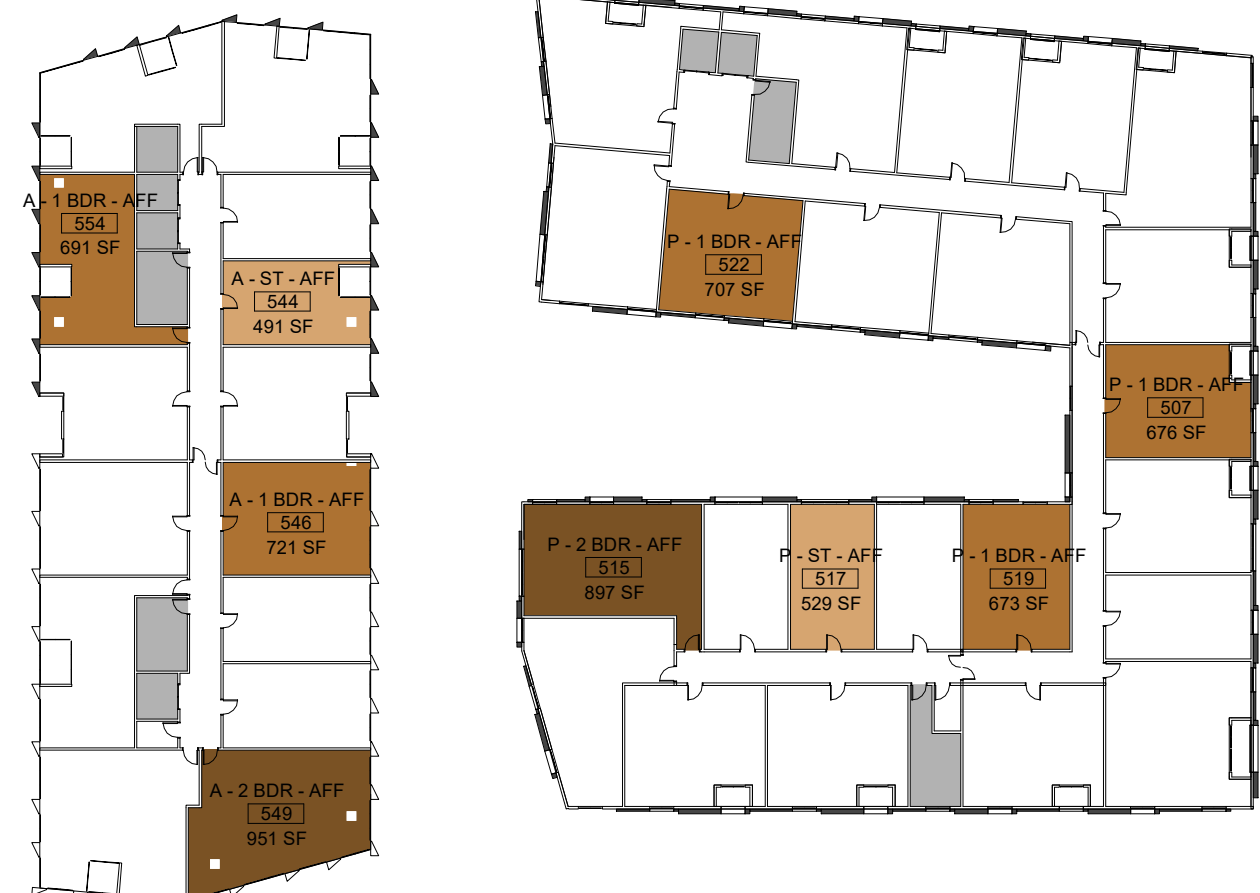 A - 1 BDR - AFF
554
691 SF
A - ST - AFF
544
491 SF
A - 1 BDR - AFF
546
721 SF
A - 2 BDR - AFF
549
951 SF
P - 1 BDR - AFF
522
707 SF
P - 1 BDR - AFF
507
676 SF
P - 2 BDR - AFF
515
897 SF
P - ST - AFF
517
529 SF
P - 1 BDR - AFF
519
673 SF